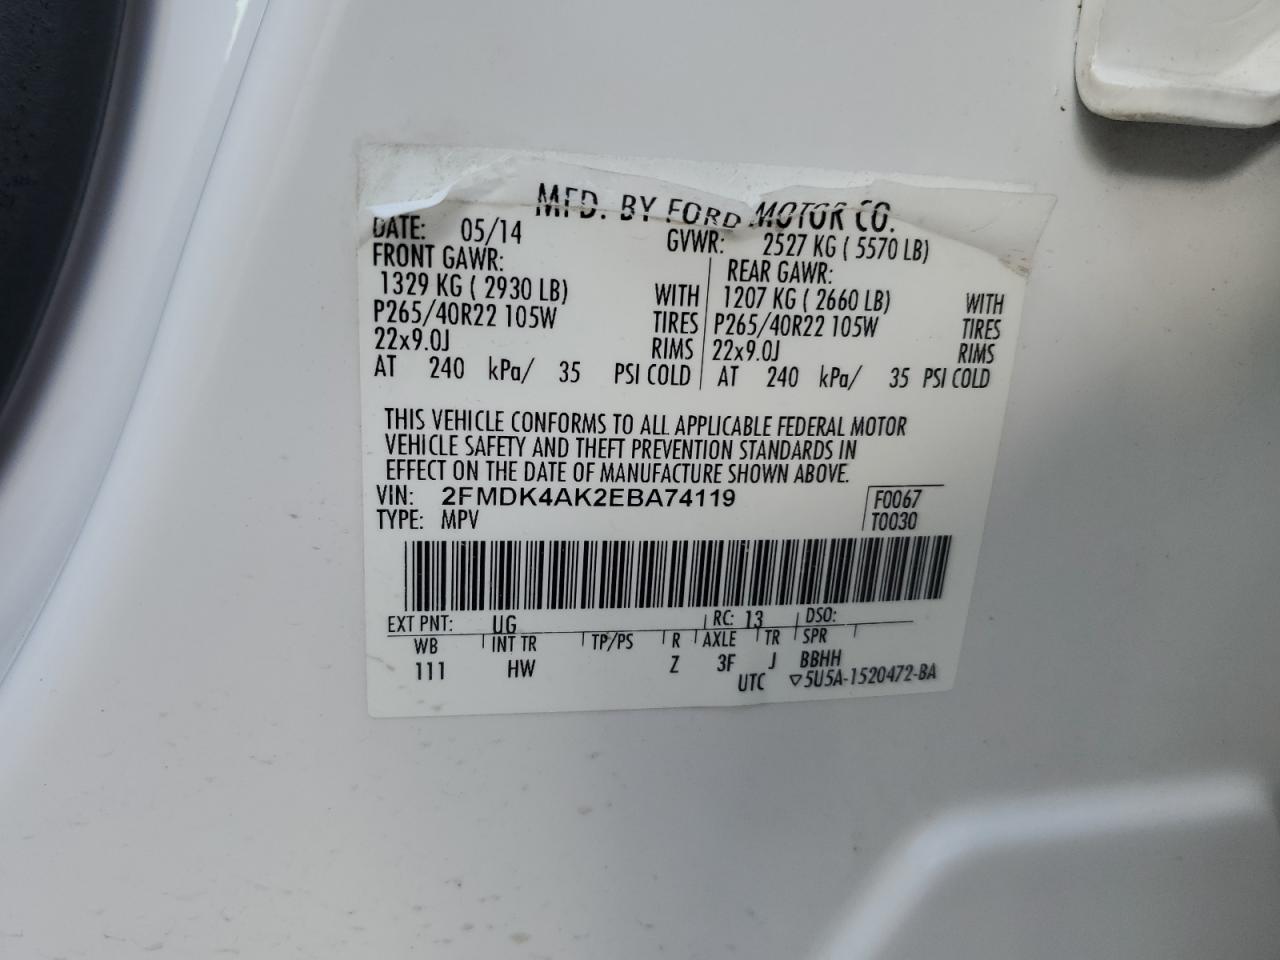 MFD. BY FORD MOTOR CO.
DATE: 05/14 GVWR: 2527 KG ( 5570 LB)
FRONT GAWR: REAR GAWR:
1329 KG ( 2930 LB) WITH 1207 KG ( 2660 LB) WITH
P265/40R22 105W TIRES P265/40R22 105W TIRES
22x9.0J RIMS 22x9.0J RIMS
AT 240 kPa/ 35 PSI COLD AT 240 kPa/ 35 PSI COLD
THIS VEHICLE CONFORMS TO ALL APPLICABLE FEDERAL MOTOR
VEHICLE SAFETY AND THEFT PREVENTION STANDARDS IN
EFFECT ON THE DATE OF MANUFACTURE SHOWN ABOVE.
VIN: 2FMDK4AK2EBA74119 F0067
TYPE: MPV T0030
EXT PNT: UG RC: 13 DSO:
WB INT TR TP/PS R AXLE TR SPR
111 HW Z 3F J BBHH
UTC ▽5U5A-1520472-BA